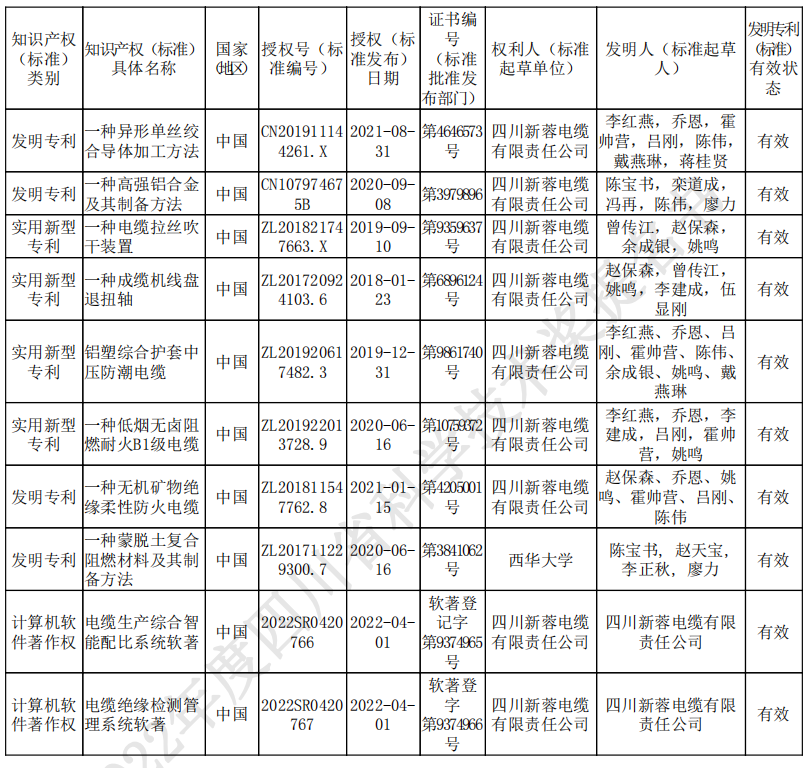 知识产权
（标准）
类别
知识产权（标准）
具体名称
国家
(地区)
授权号（标
准编号）
授权（标
准发布）
日期
证书编
号
（标准
批准发
布部门）
权利人（标准
起草单位）
发明人（标准起草
人）
发明专利
(标准)
有效状
态
发明专利
一种异形单丝绞
合导体加工方法
中国
CN20191114
4261.X
2021-08-
31
第4646573
号
四川新蓉电缆
有限责任公司
李红燕，乔恩，霍
帅营，吕刚，陈伟，
戴燕琳，蒋桂贤
有效
发明专利
一种高强铝合金
及其制备方法
中国
CN10797467
5B
2020-09-
08
第3979896
号
四川新蓉电缆
有限责任公司
陈宝书，栾道成，
冯再，陈伟，廖力
有效
实用新型
专利
一种电缆拉丝吹
干装置
中国
ZL20182174
7663.X
2019-09-
10
第9359637
号
四川新蓉电缆
有限责任公司
曾传江，赵保森，
余成银，姚鸣
有效
实用新型
专利
一种成缆机线盘
退扭轴
中国
ZL20172092
4103.6
2018-01-
23
第6896124
号
四川新蓉电缆
有限责任公司
赵保森，曾传江，
姚鸣，李建成，伍
显刚
有效
实用新型
专利
铝塑综合护套中
压防潮电缆
中国
ZL20192061
7482.3
2019-12-
31
第9861740
号
四川新蓉电缆
有限责任公司
李红燕、乔恩、吕
刚、霍帅营、陈伟、
余成银、姚鸣、戴
燕琳
有效
实用新型
专利
一种低烟无卤阻
燃耐火B1级电缆
中国
ZL20192201
3728.9
2020-06-
16
第10759372
号
四川新蓉电缆
有限责任公司
李红燕，乔恩，李
建成，吕刚，霍帅
营，姚鸣
有效
发明专利
一种无机矿物绝
缘柔性防火电缆
中国
ZL20181154
7762.8
2021-01-
15
第4205001
号
四川新蓉电缆
有限责任公司
赵保森、乔恩、姚
鸣、霍帅营、吕刚、
陈伟
有效
发明专利
一种蒙脱土复合
阻燃材料及其制
备方法
中国
ZL20171122
9300.7
2020-06-
16
第3841062
号
西华大学
陈宝书, 赵天宝,
李正秋, 廖力
有效
计算机软
件著作权
电缆生产综合智
能配比系统软著
中国
2022SR0420
766
2022-04-
01
软著登
记字
第9374965
号
四川新蓉电缆
有限责任公司
四川新蓉电缆有限
责任公司
有效
计算机软
件著作权
电缆绝缘检测管
理系统软著
中国
2022SR0420
767
2022-04-
01
软著登
字
第9374966
号
四川新蓉电缆
有限责任公司
四川新蓉电缆有限
责任公司
有效